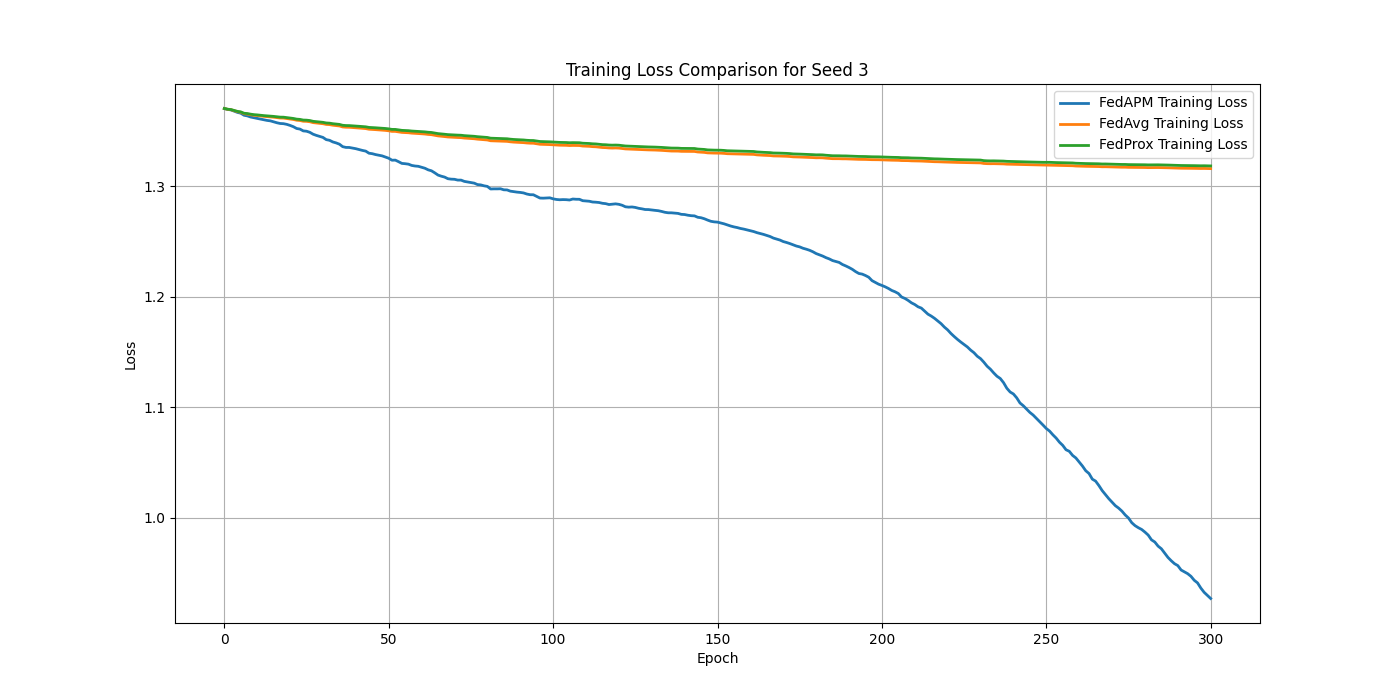 Training Loss Comparison for Seed 3
FedAPM Training Loss
FedAvg Training Loss
FedProx Training Loss
Loss
1.3
1.2
1.1
1.0
0
50
100
150
200
250
300
Epoch